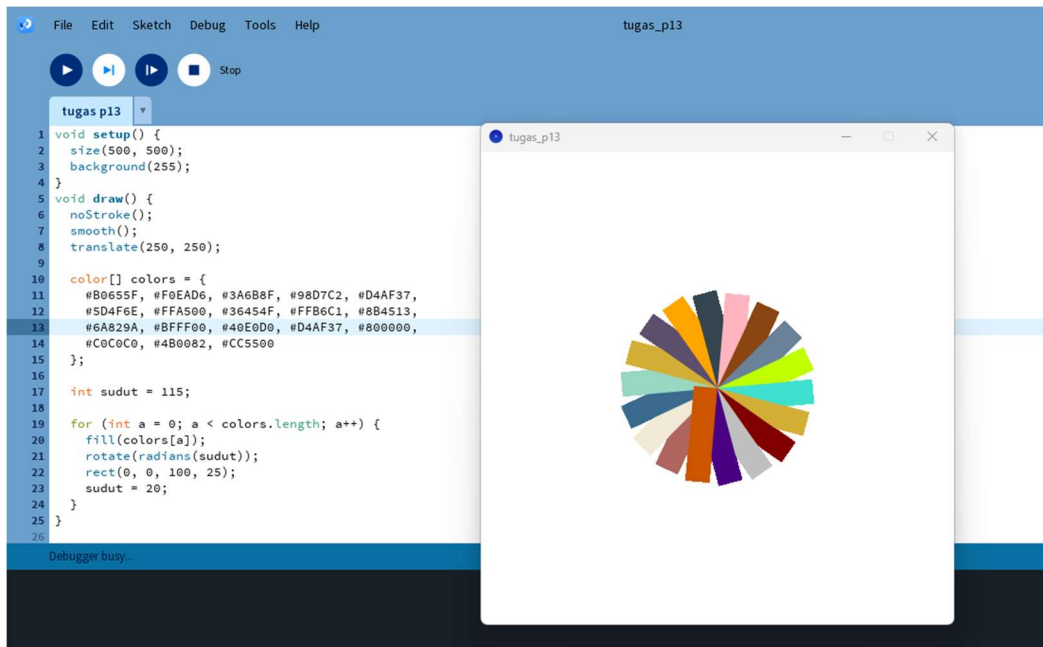 File Edit Sketch Debug Tools Help
tugas_p13
Stop
tugas p13
1 void setup() {
2 size(500, 500);
3 background(255);
4 }
5 void draw() {
6 noStroke();
7 smooth();
8 translate(250, 250);
9
10 color[] colors = {
11 #B0655F, #F0EAD6, #3A6B8F, #98D7C2, #D4AF37,
12 #5D4F6E, #FFA500, #36454F, #FFB6C1, #8B4513,
13 #6A829A, #BFFF00, #40E0D0, #D4AF37, #800000,
14 #C0C0C0, #4B0082, #CC5500
15 };
16
17 int sudut = 115;
18
19 for (int a = 0; a < colors.length; a++) {
20 fill(colors[a]);
21 rotate(radians(sudut));
22 rect(0, 0, 100, 25);
23 sudut = 20;
24 }
25 }
26
Debugger busy...
tugas_p13